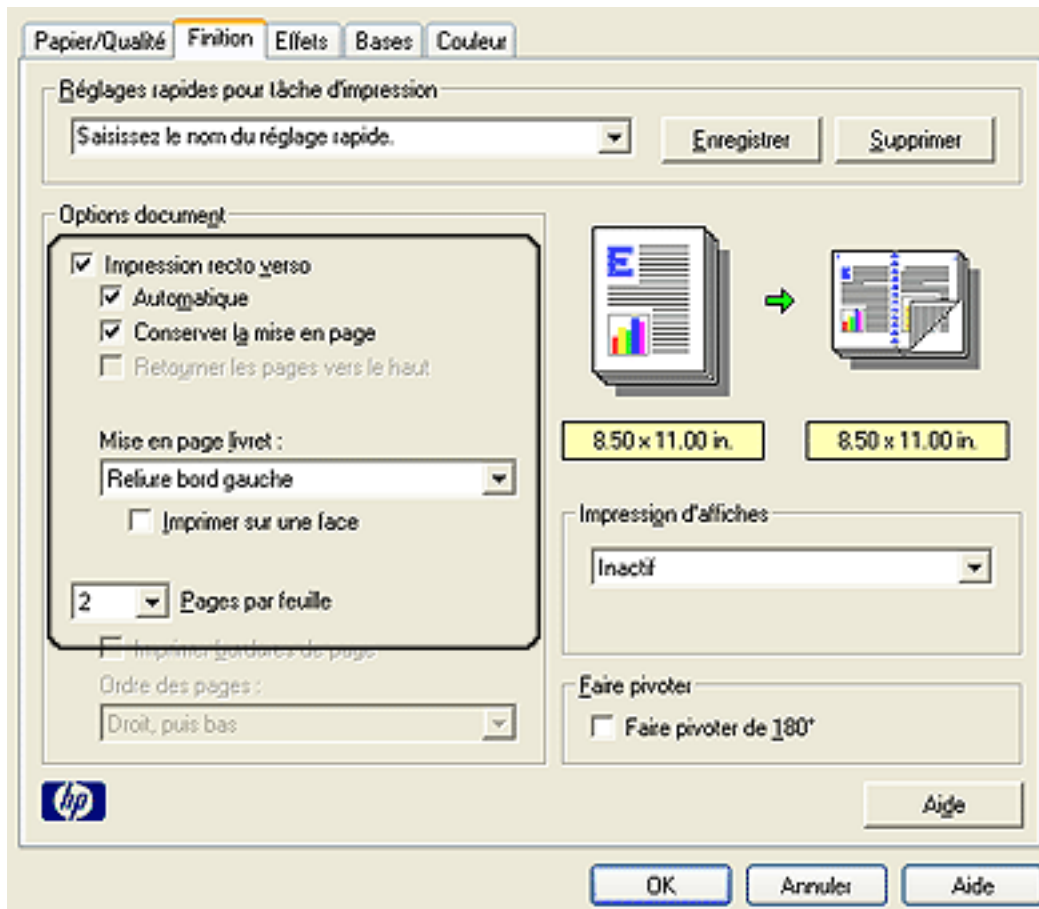 Papier/Qualité Finition Effets Bases Couleur
Réglages rapides pour tâche d'impression
Saisissez le nom du réglage rapide. Enregistrer Supprimer
Options document
Impression recto verso
Automatique
Conserver la mise en page
Retourner les pages vers le haut
Mise en page livret :
Reliure bord gauche
Imprimer sur une face
2 Pages par feuille
Imprimer bordures de page
Ordre des pages :
Droit, puis bas
E
E
8.50 x 11.00 in. 8.50 x 11.00 in.
Impression d'affiches
Inactif
Faire pivoter
Faire pivoter de 180°
hp
Aide
OK Annuler Aide